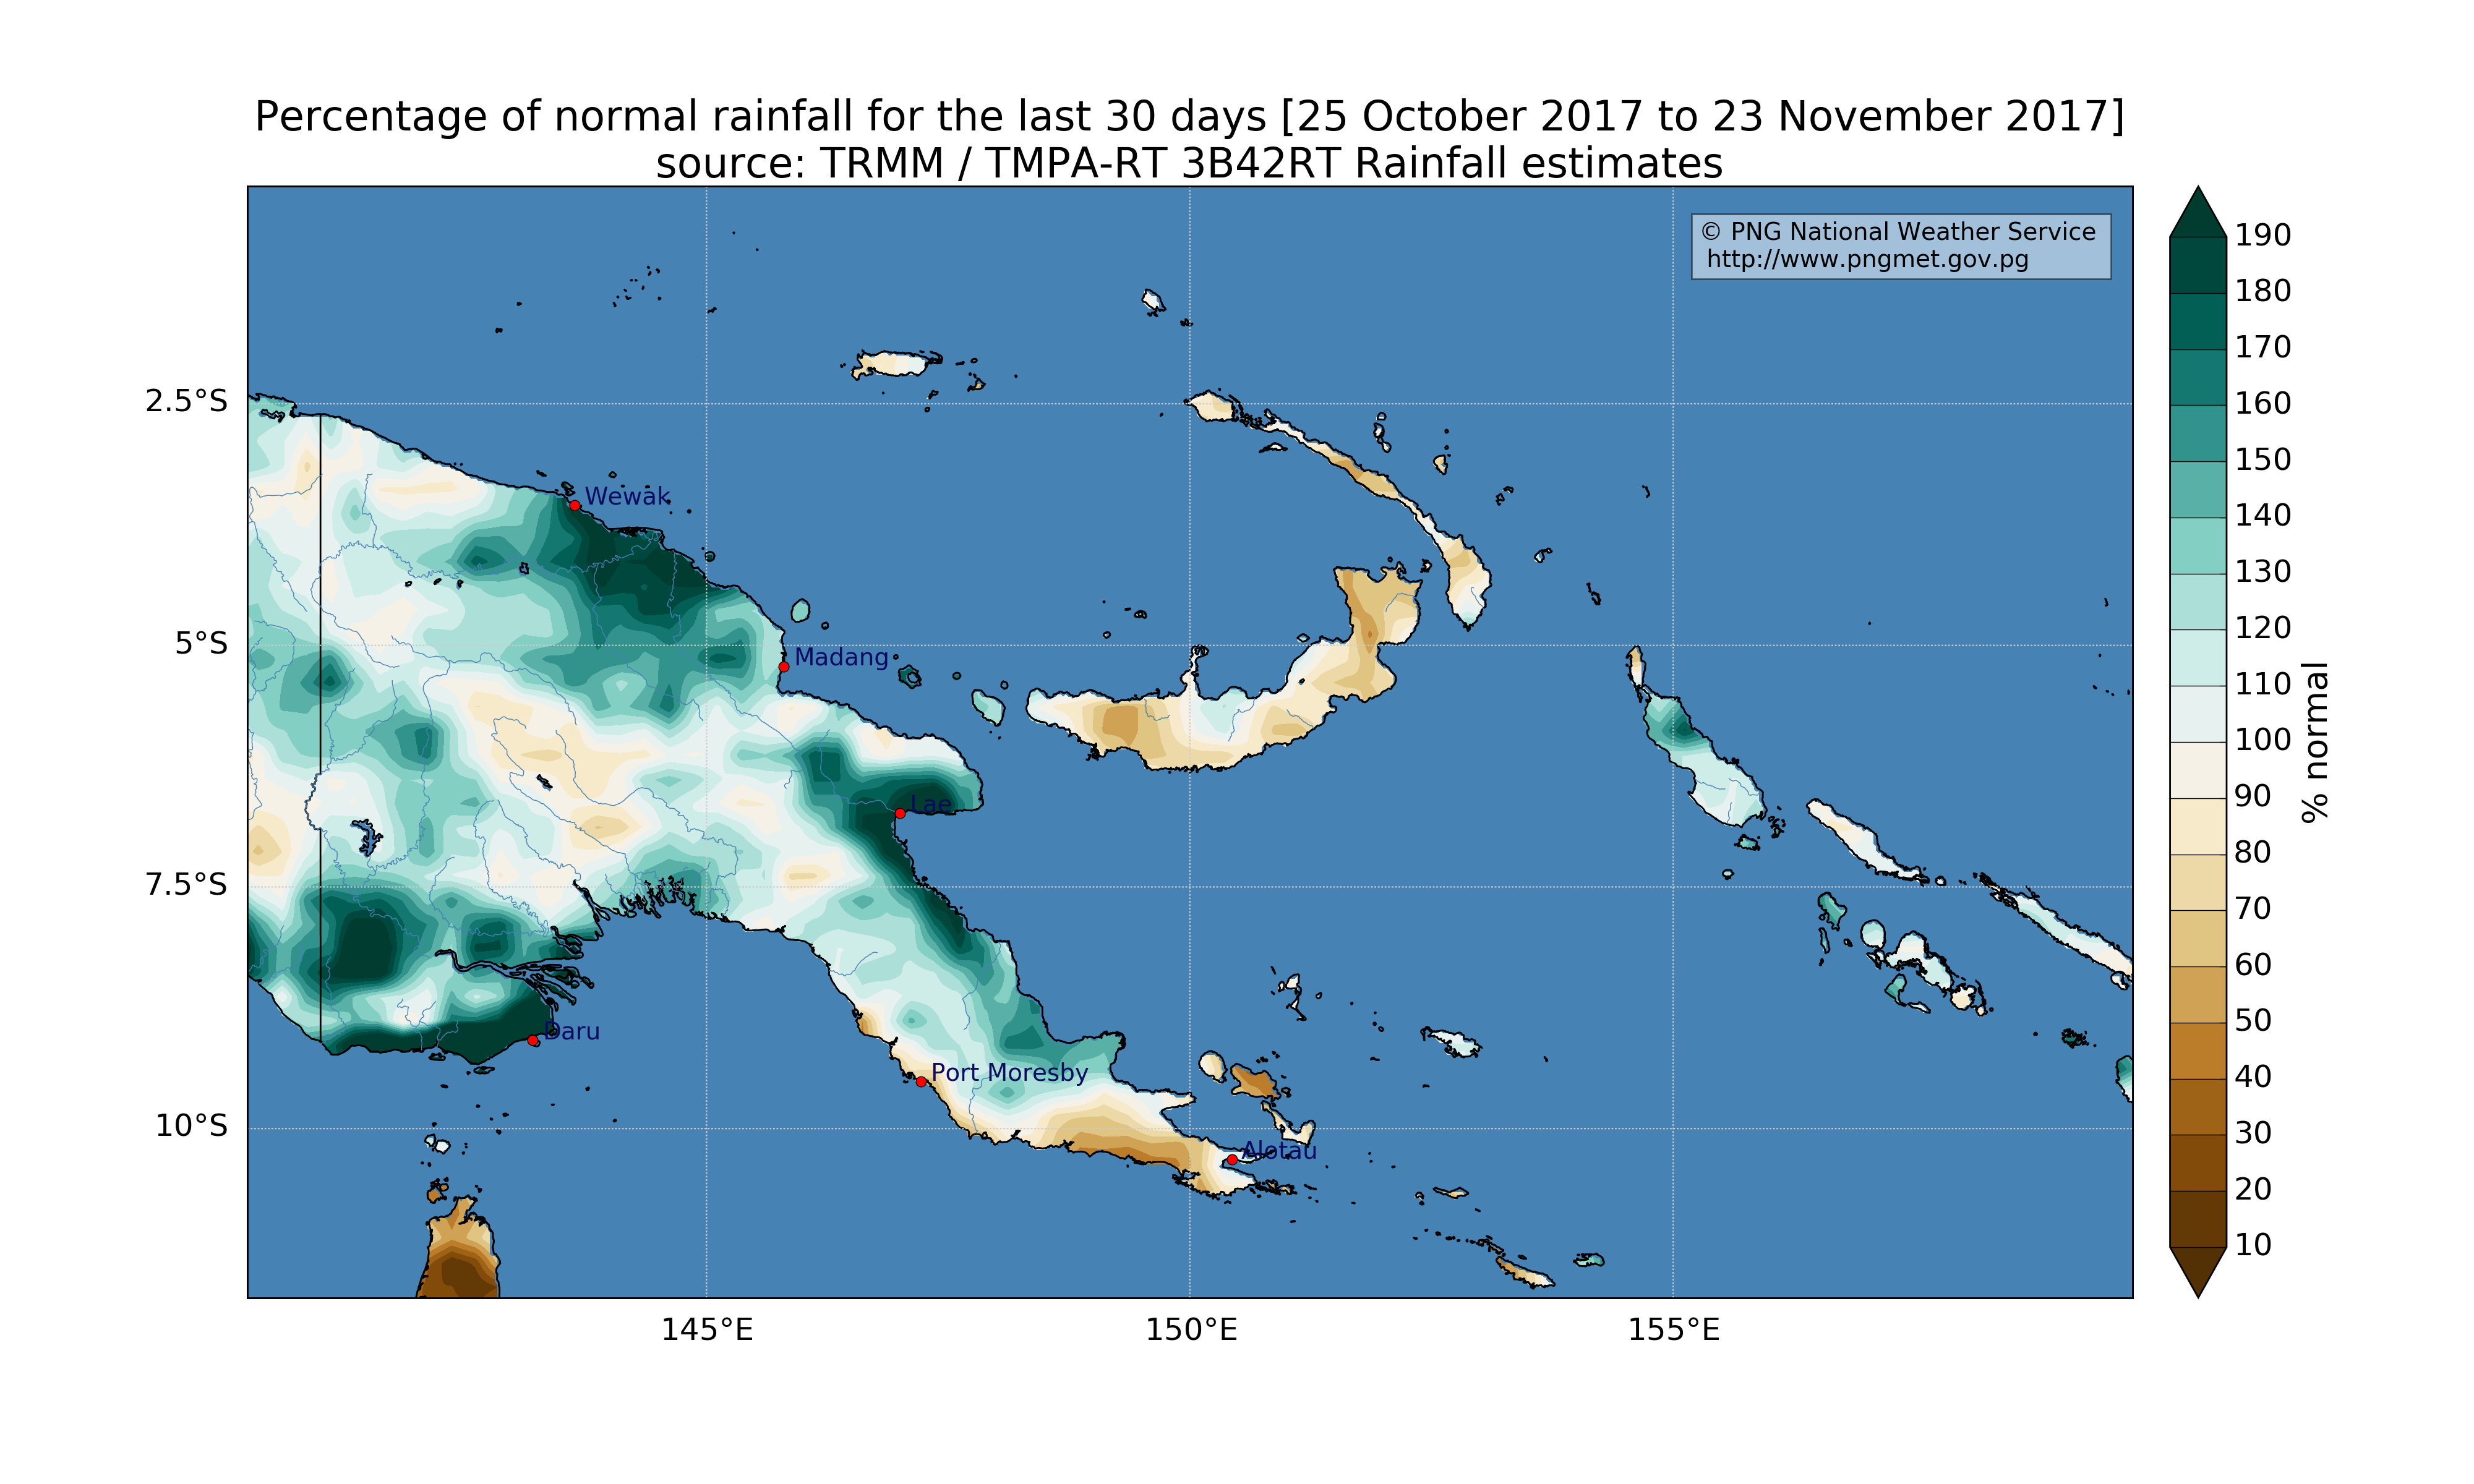 Percentage of normal rainfall for the last 30 days [25 October 2017 to 23 November 2017]
source: TRMM / TMPA-RT 3B42RT Rainfall estimates
© PNG National Weather Service
http://www.pngmet.gov.pg
2.5°S
5°S
7.5°S
10°S
145°E
150°E
155°E
Wewak
Madang
Lae
Daru
Port Moresby
Alotau
190
180
170
160
150
140
130
120
110
100
90
80
70
60
50
40
30
20
10
% normal